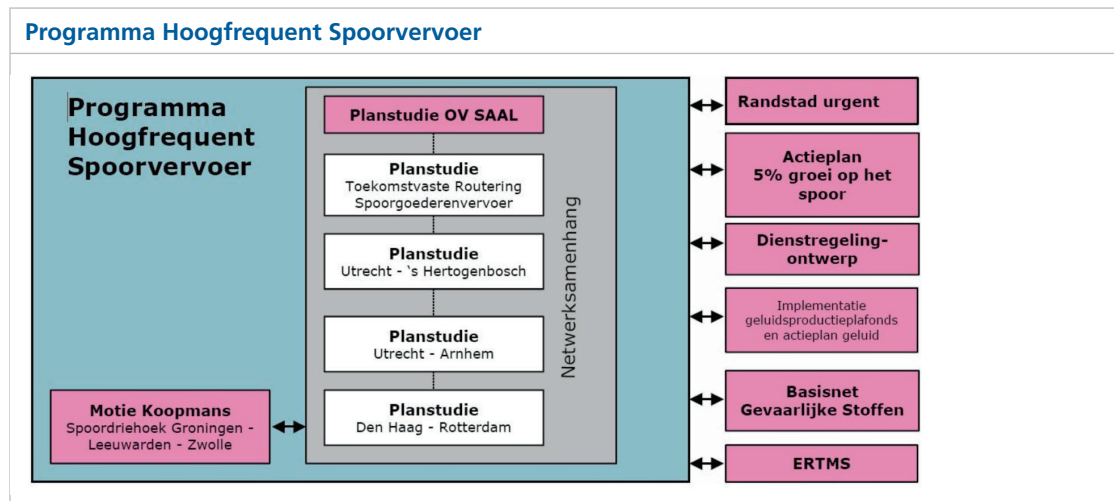 Programma Hoogfrequent Spoorvervoer
Programma
Hoogfrequent
Spoorvervoer
Planstudie OV SAAL
Planstudie
Toekomstvaste Routering
Spoorgoederenvervoer
Planstudie
Utrecht - ‘s Hertogenbosch
Planstudie
Utrecht - Arnhem
Planstudie
Den Haag - Rotterdam
Netwerksamenhang
Motie Koopmans
Spoordriehoek Groningen -
Leeuwarden - Zwolle
Randstad urgent
Actieplan
5% groei op het
spoor
Dienstregeling-
ontwerp
Implementatie
geluidsproductieplafonds
en actieplan geluid
Basisnet
Gevaarlijke Stoffen
ERTMS